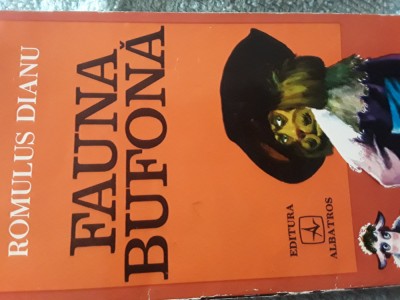 ROMULUS DIANU
FAUNA
BUFONĂ
EDITURA
ALBATROS